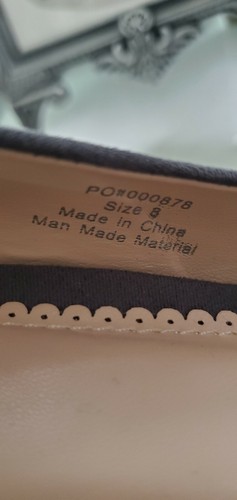 PO#000878
Size 8
Made In China
Man Made Material